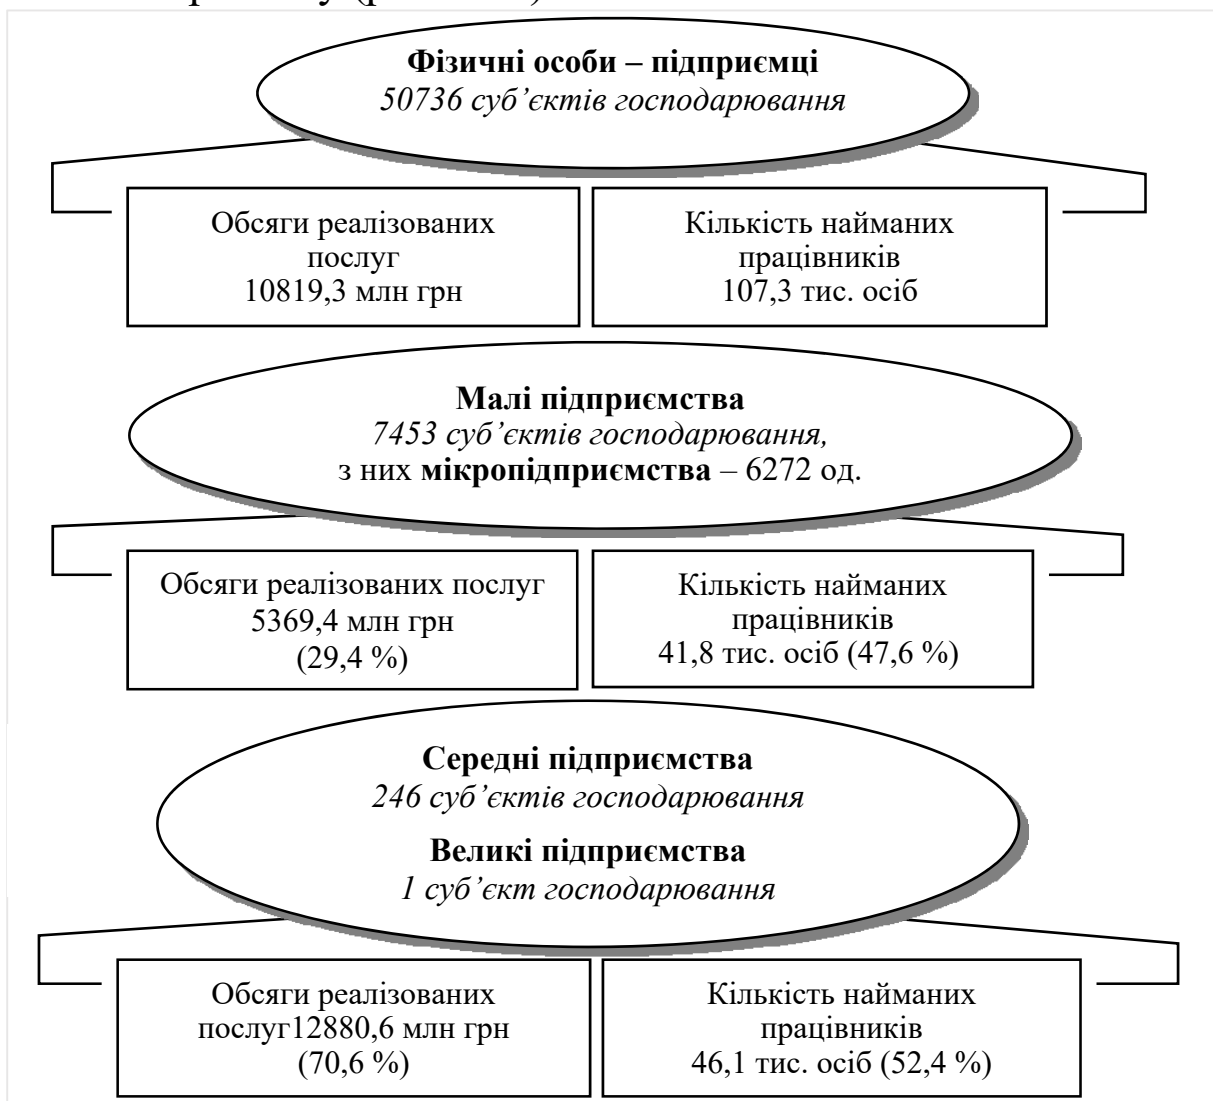 Фізичні особи – підприємці
50736 суб’єктів господарювання
Обсяги реалізованих
послуг
10819,3 млн грн
Кількість найманих
працівників
107,3 тис. осіб
Малі підприємства
7453 суб’єктів господарювання,
з них мікропідприємства – 6272 од.
Обсяги реалізованих послуг
5369,4 млн грн
(29,4 %)
Кількість найманих
працівників
41,8 тис. осіб (47,6 %)
Середні підприємства
246 суб’єктів господарювання
Великі підприємства
1 суб’єкт господарювання
Обсяги реалізованих
послуг12880,6 млн грн
(70,6 %)
Кількість найманих
працівників
46,1 тис. осіб (52,4 %)